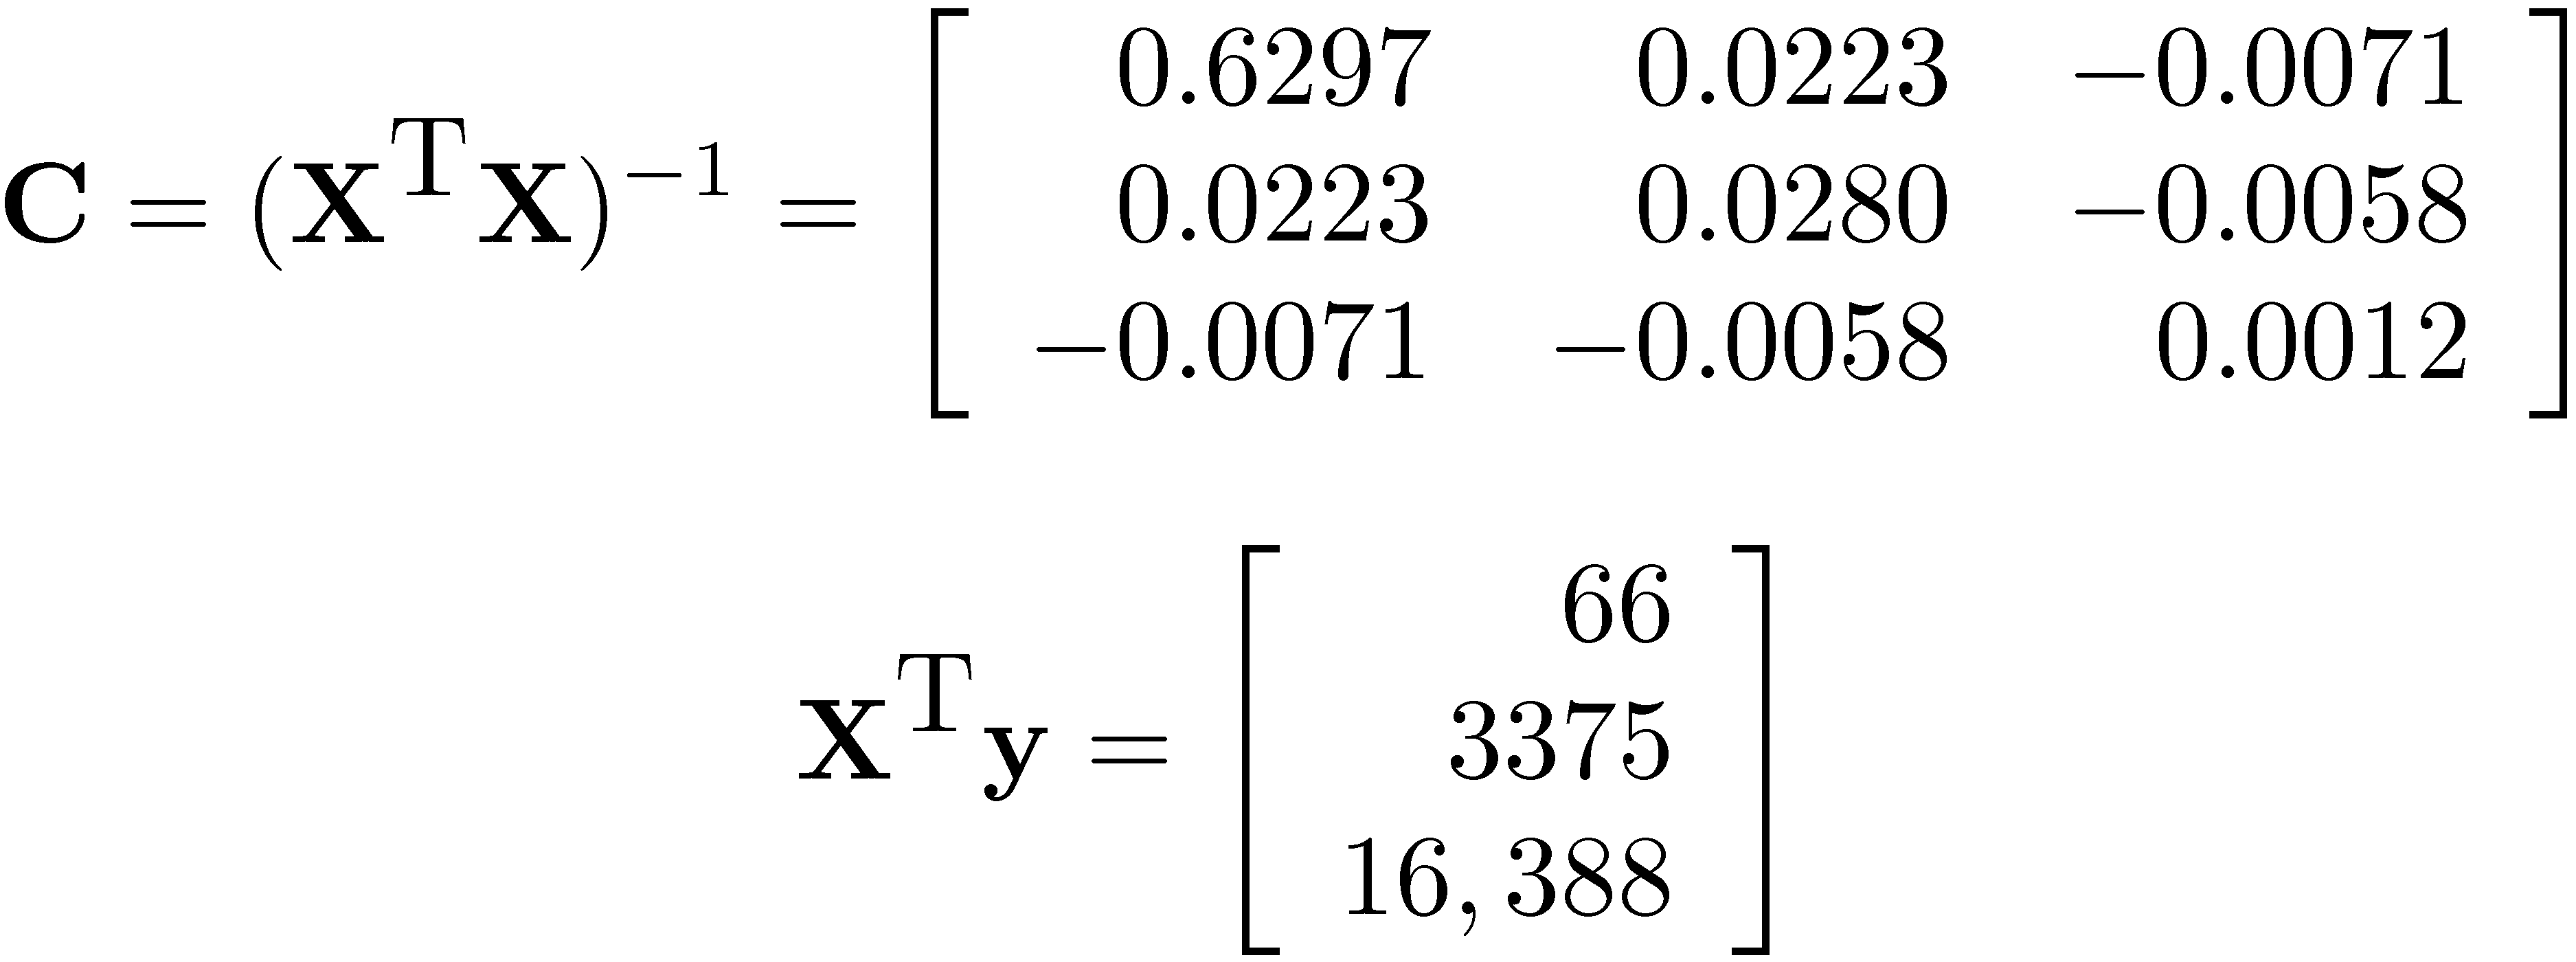 C = (X^T X)^{-1} = [ 0.6297 0.0223 −0.0071
0.0223 0.0280 −0.0058
−0.0071 −0.0058 0.0012 ]
X^T y = [ 66
3375
16,388 ]